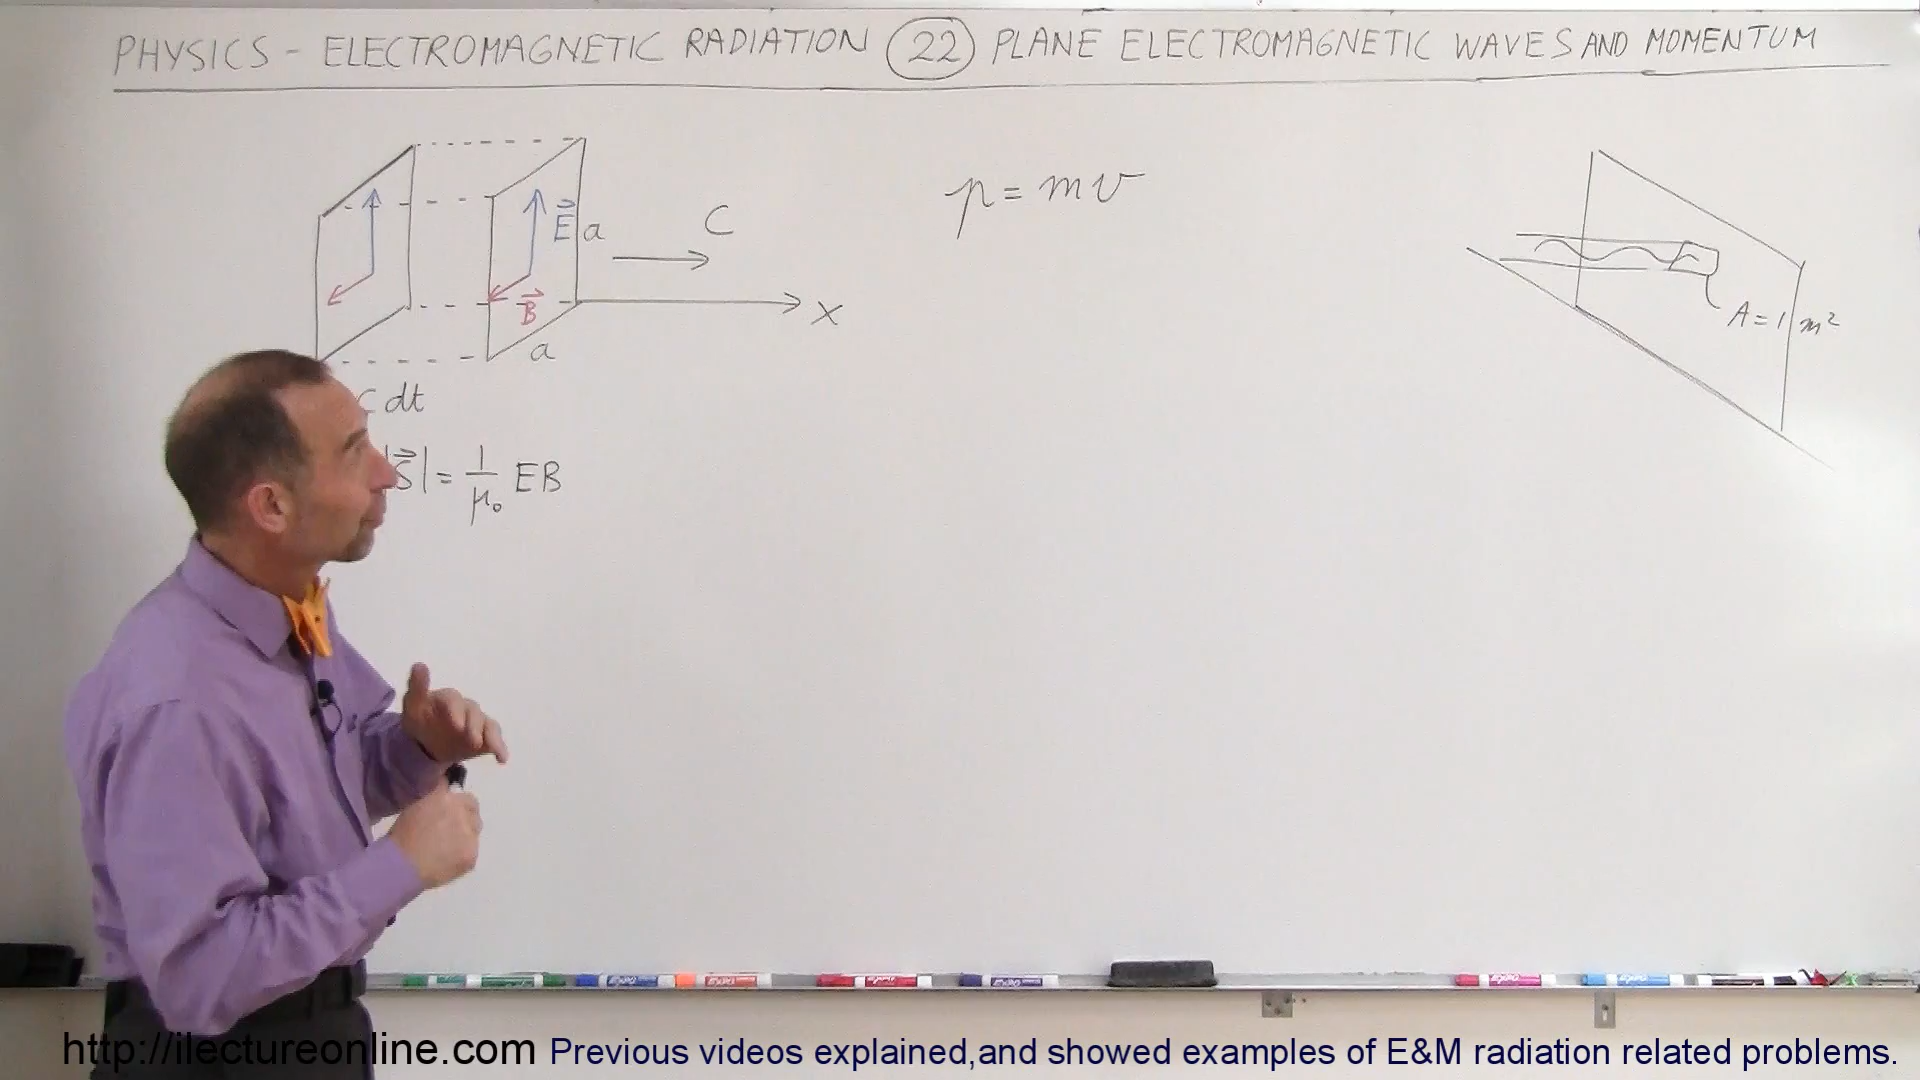 PHYSICS - ELECTROMAGNETIC RADIATION 22 PLANE ELECTROMAGNETIC WAVES AND MOMENTUM
p = mv
E a
C
B
x
A = 1 m²
a
c dt
|S| = 1/μ₀ EB
http://ilectureonline.com Previous videos explained,and showed examples of E&M radiation related problems.